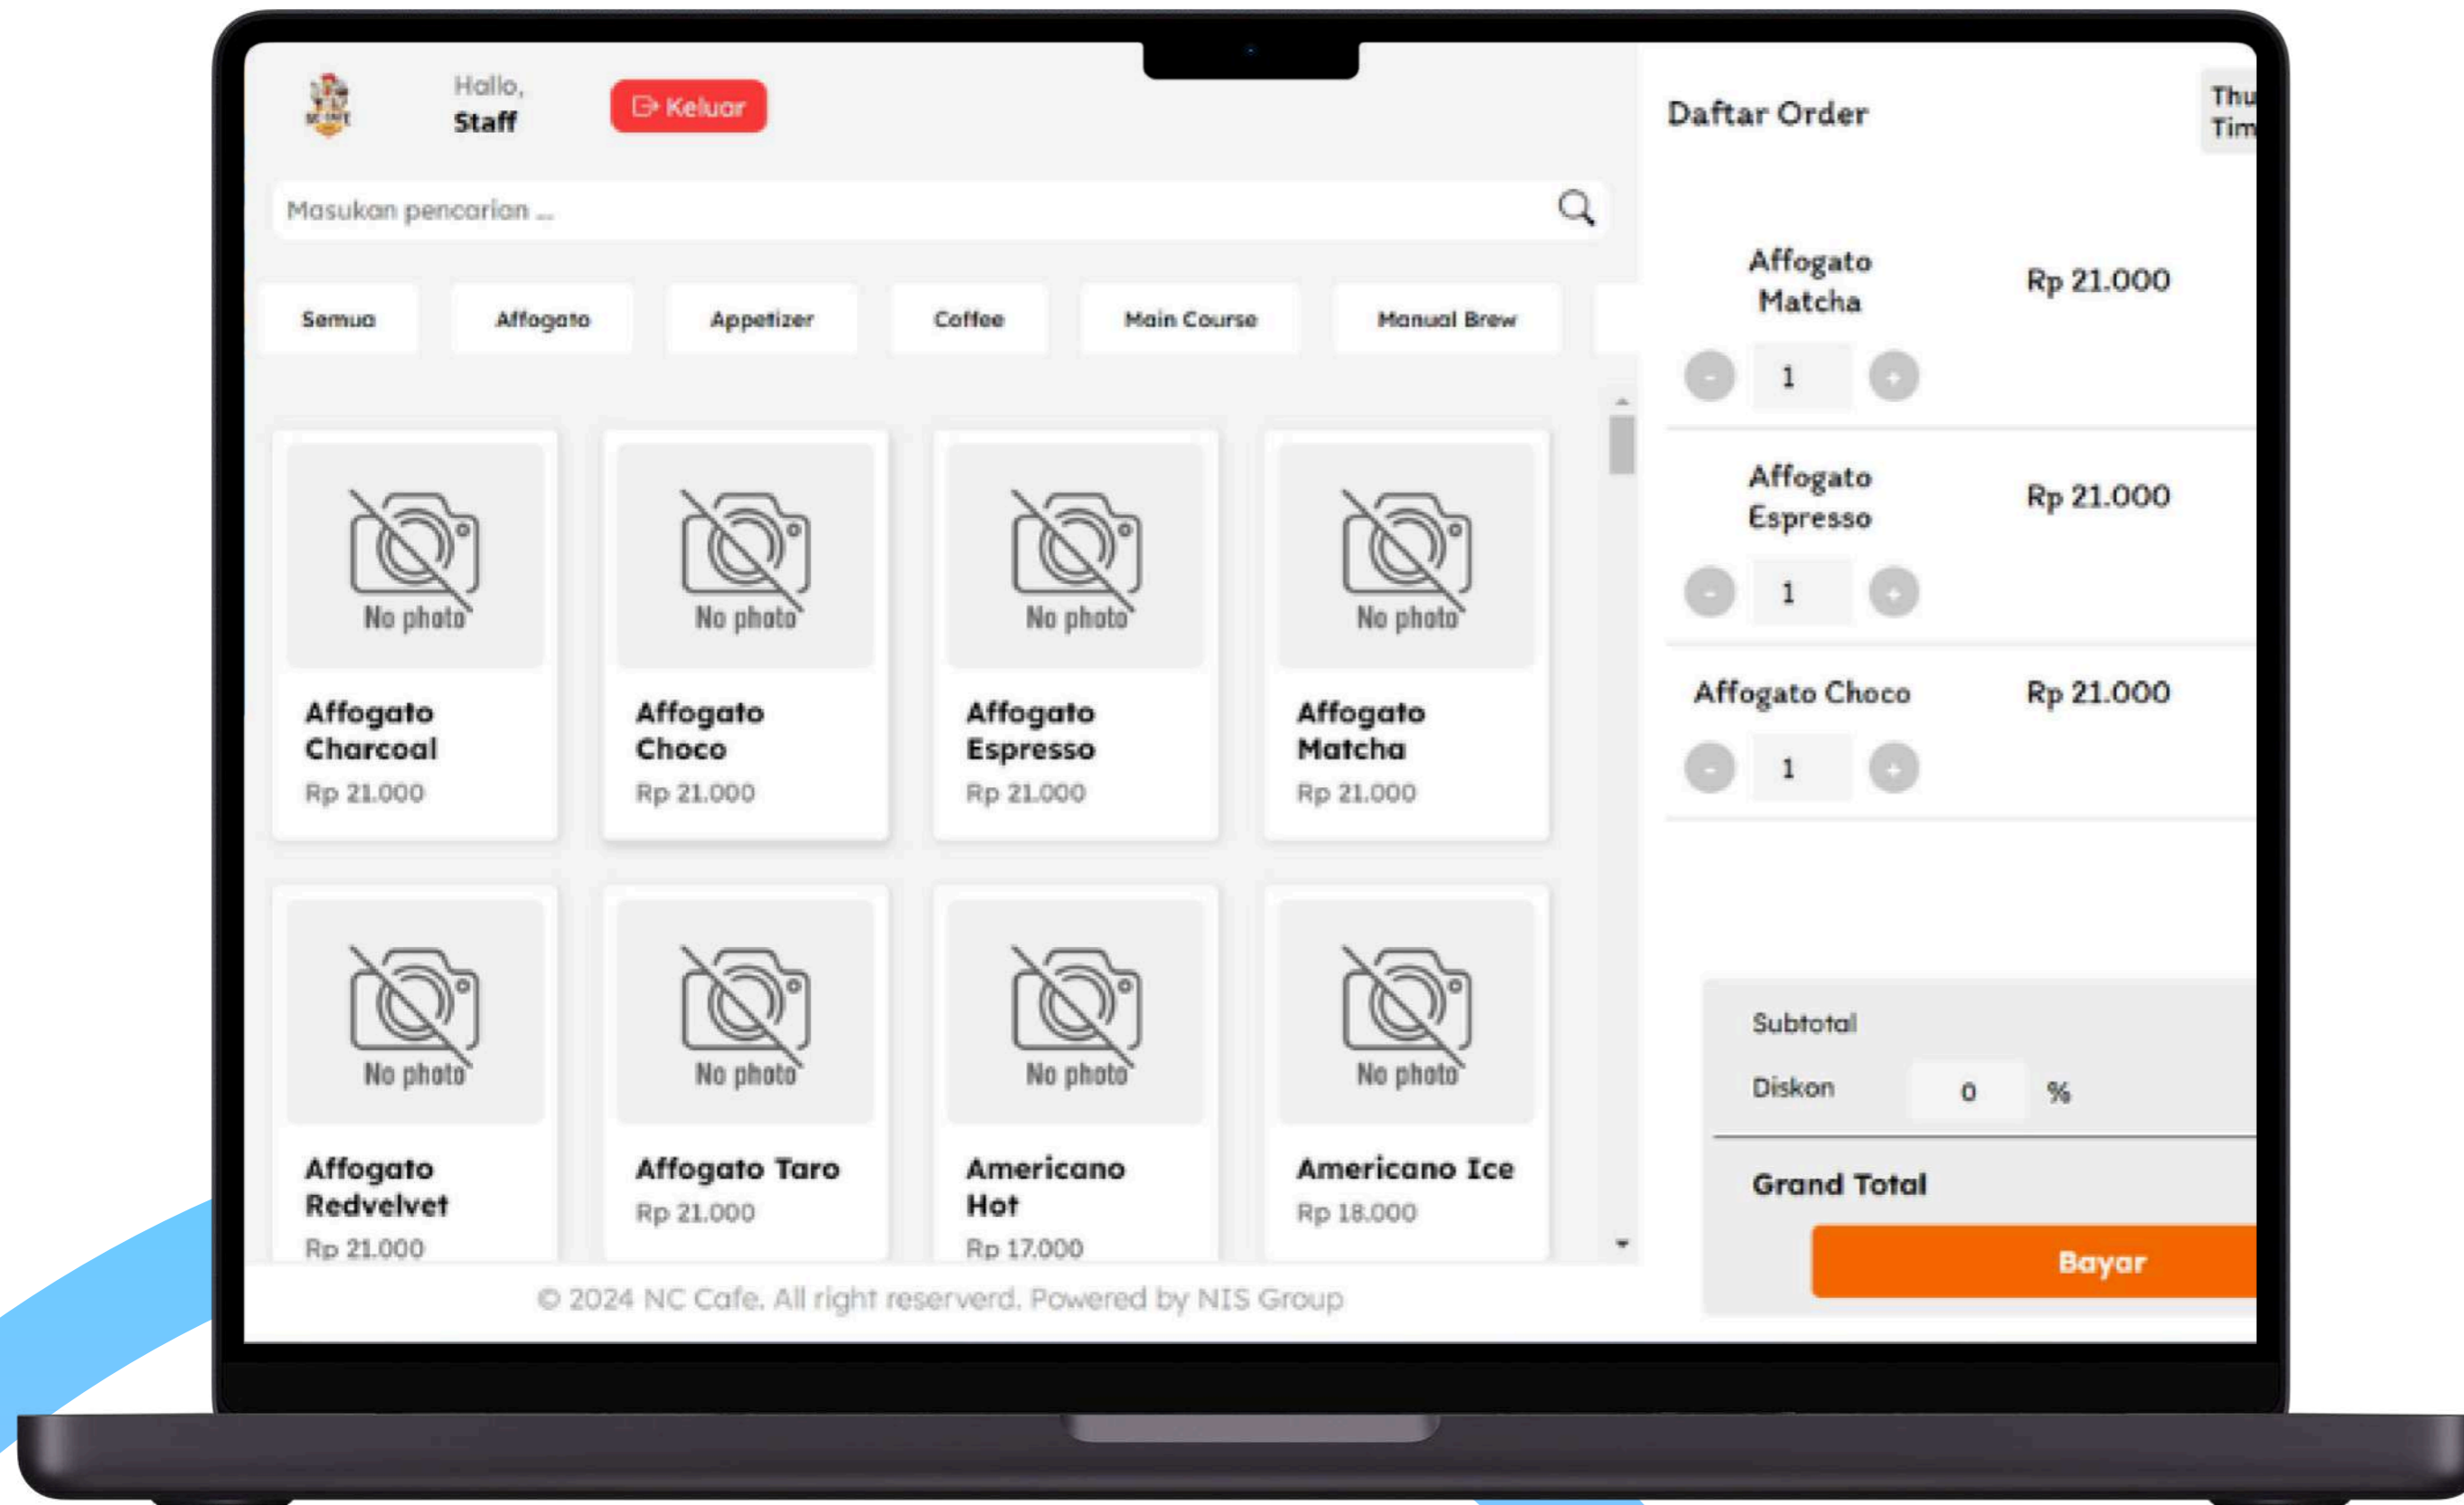 NC CAFE
Hallo,
Staff
Keluar
Masukan pencarian ...
Semua
Affogato
Appetizer
Coffee
Main Course
Manual Brew
No photo
No photo
No photo
No photo
Affogato
Charcoal
Rp 21.000
Affogato
Choco
Rp 21.000
Affogato
Espresso
Rp 21.000
Affogato
Matcha
Rp 21.000
No photo
No photo
No photo
No photo
Affogato
Redvelvet
Rp 21.000
Affogato Taro
Rp 21.000
Americano
Hot
Rp 17.000
Americano Ice
Rp 18.000
© 2024 NC Cafe. All right reserverd. Powered by NIS Group
Daftar Order
Thu
Tim
Affogato
Matcha
Rp 21.000
- 1 +
Affogato
Espresso
Rp 21.000
- 1 +
Affogato Choco
Rp 21.000
- 1 +
Subtotal
Diskon 0 %
Grand Total
Bayar